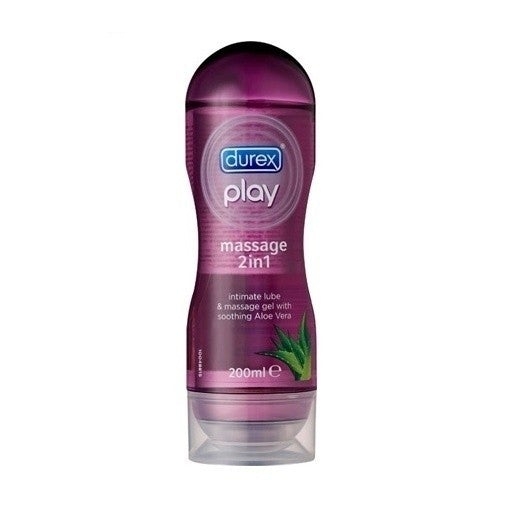 durex
play
massage
2in1
intimate lube
& massage gel with
soothing Aloe Vera
200ml ℮